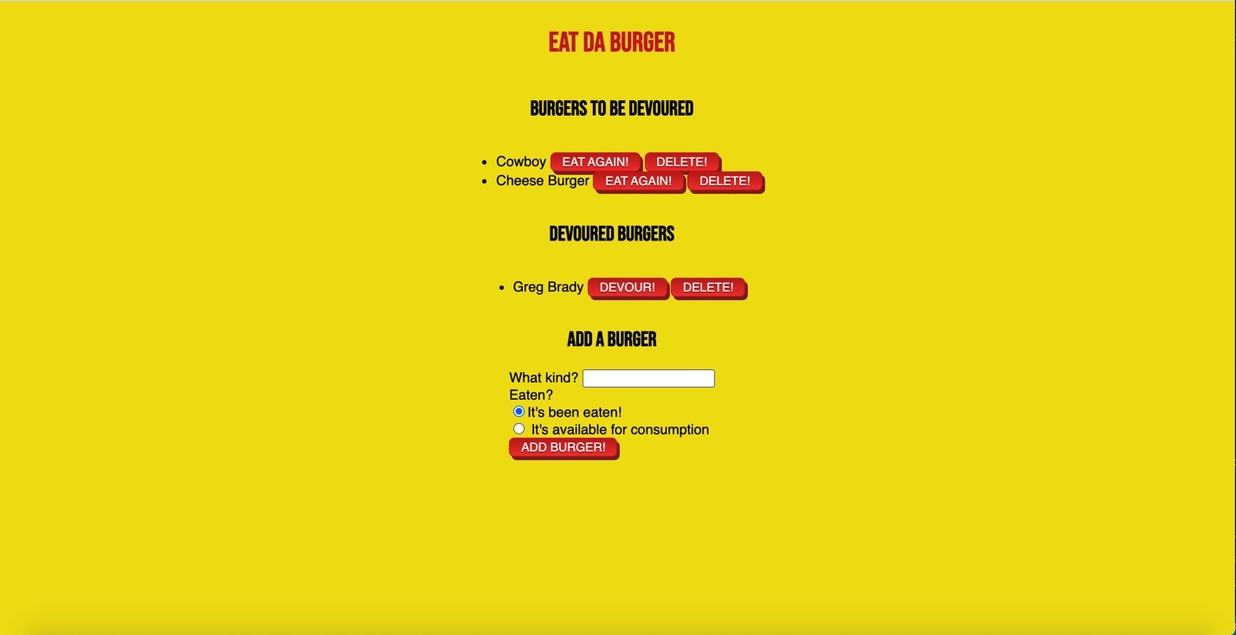 EAT DA BURGER
BURGERS TO BE DEVOURED
Cowboy EAT AGAIN! DELETE!
Cheese Burger EAT AGAIN! DELETE!
DEVOURED BURGERS
Greg Brady DEVOUR! DELETE!
ADD A BURGER
What kind?
Eaten?
It's been eaten!
It's available for consumption
ADD BURGER!